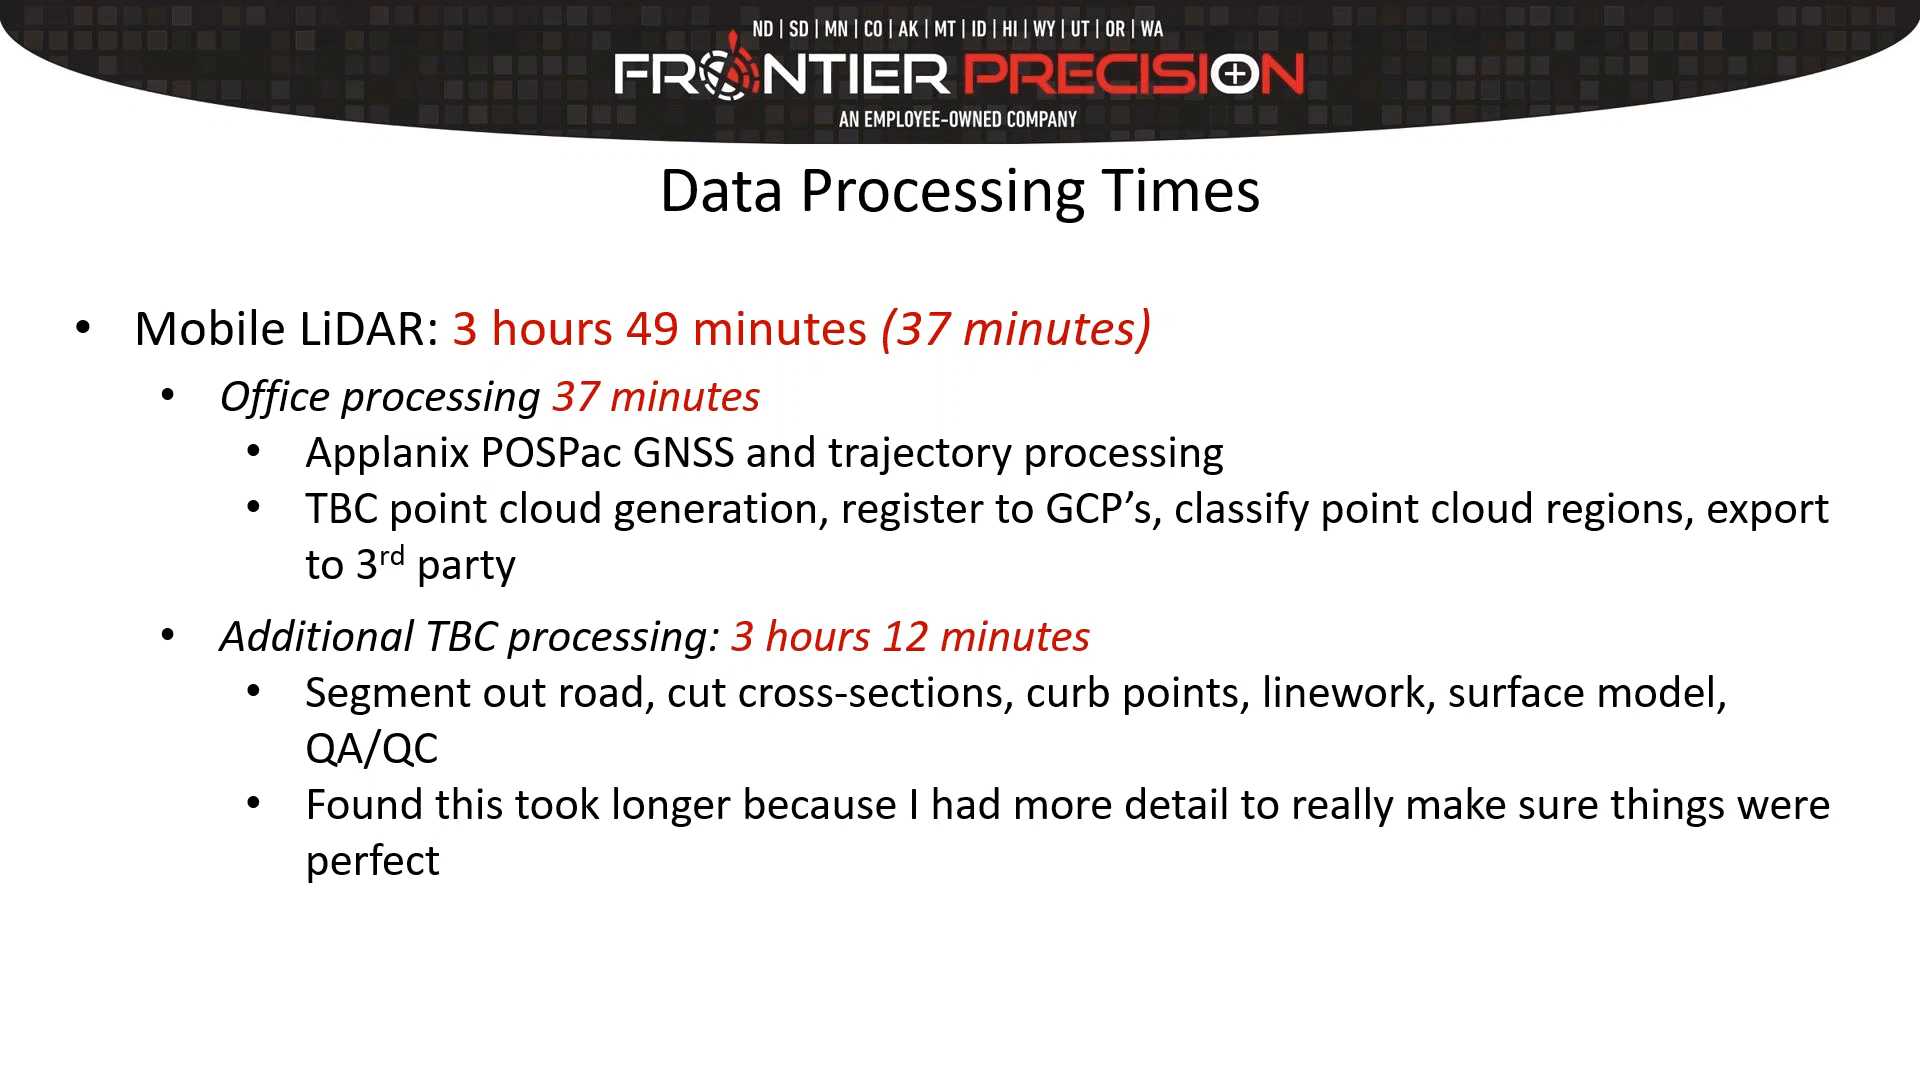 ND | SD | MN | CO | AK | MT | ID | HI | WY | UT | OR | WA
FRONTIER PRECISION
AN EMPLOYEE-OWNED COMPANY
Data Processing Times
• Mobile LiDAR: 3 hours 49 minutes (37 minutes)
• Office processing 37 minutes
• Applanix POSPac GNSS and trajectory processing
• TBC point cloud generation, register to GCP’s, classify point cloud regions, export
to 3rd party
• Additional TBC processing: 3 hours 12 minutes
• Segment out road, cut cross-sections, curb points, linework, surface model,
QA/QC
• Found this took longer because I had more detail to really make sure things were
perfect